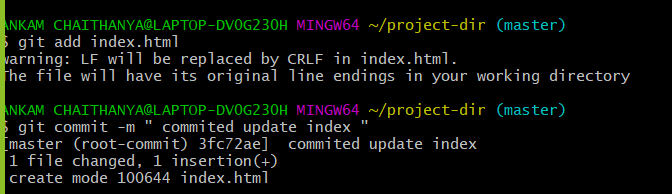 ANKAM CHAITHANYA@LAPTOP-DV0G230H MINGW64 ~/project-dir (master)
$ git add index.html
warning: LF will be replaced by CRLF in index.html.
The file will have its original line endings in your working directory
ANKAM CHAITHANYA@LAPTOP-DV0G230H MINGW64 ~/project-dir (master)
$ git commit -m " commited update index "
[master (root-commit) 3fc72ae]  commited update index
 1 file changed, 1 insertion(+)
 create mode 100644 index.html